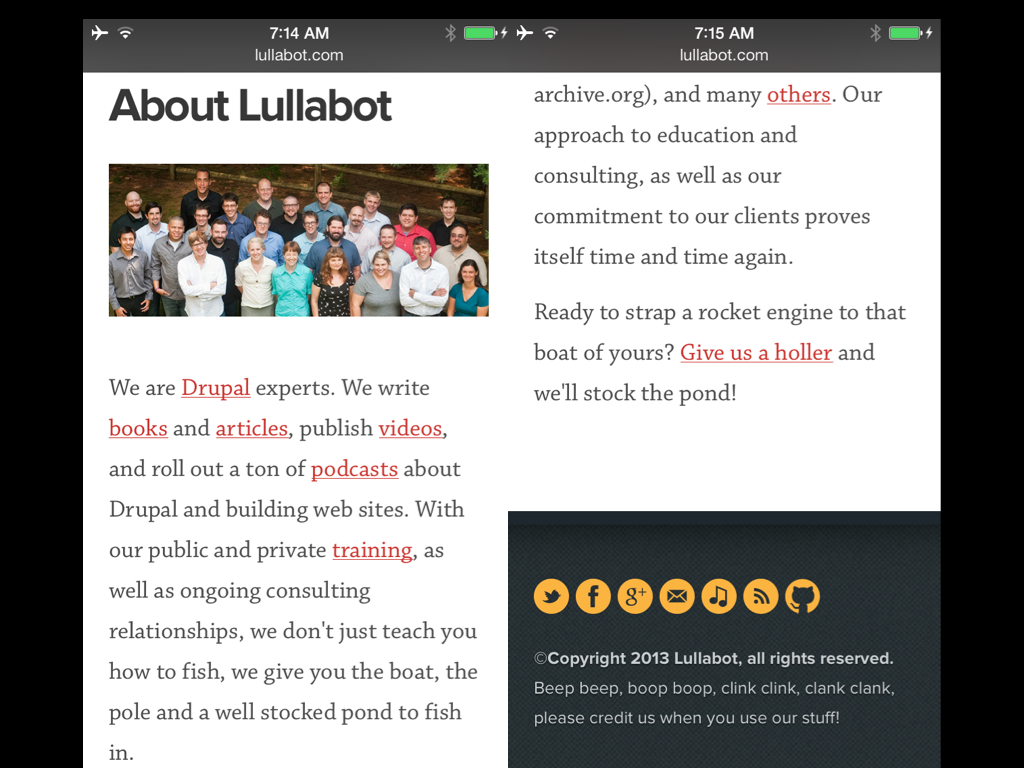 7:14 AM
lullabot.com
About Lullabot
We are Drupal experts. We write
books and articles, publish videos,
and roll out a ton of podcasts about
Drupal and building web sites. With
our public and private training, as
well as ongoing consulting
relationships, we don't just teach you
how to fish, we give you the boat, the
pole and a well stocked pond to fish
in.
7:15 AM
lullabot.com
archive.org), and many others. Our
approach to education and
consulting, as well as our
commitment to our clients proves
itself time and time again.
Ready to strap a rocket engine to that
boat of yours? Give us a holler and
we'll stock the pond!
g+
©Copyright 2013 Lullabot, all rights reserved.
Beep beep, boop boop, clink clink, clank clank,
please credit us when you use our stuff!